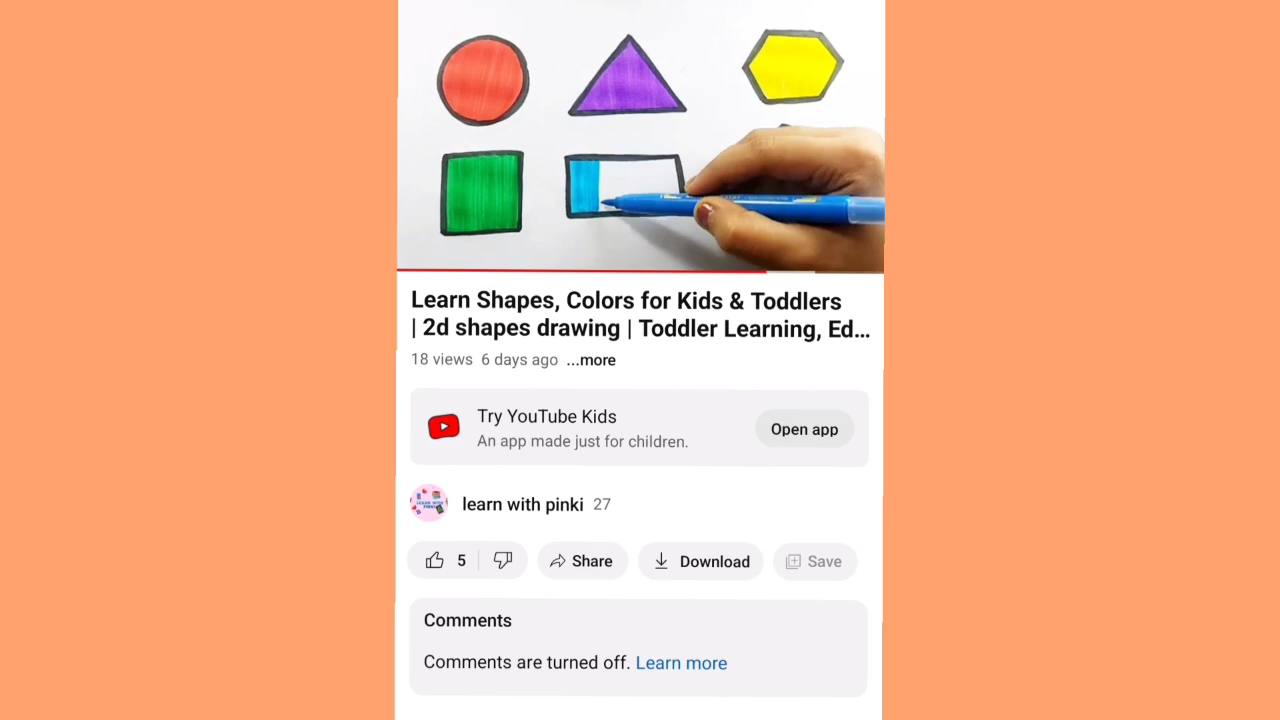 Learn Shapes, Colors for Kids & Toddlers
| 2d shapes drawing | Toddler Learning, Ed...
18 views 6 days ago ...more
Try YouTube Kids
An app made just for children.
Open app
learn with pinki 27
5
Share
Download
Save
Comments
Comments are turned off. Learn more